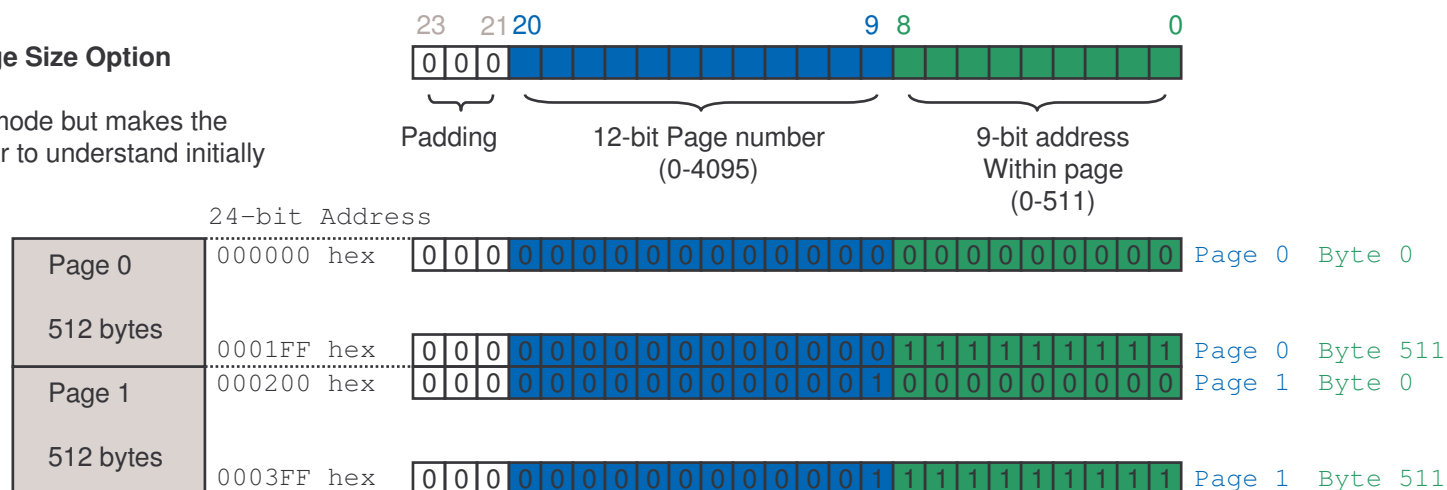 23 21 20 9 8 0
ge Size Option
0 0 0
mode but makes the
r to understand initially
Padding
12-bit Page number
(0-4095)
9-bit address
Within page
(0-511)
24-bit Address
Page 0
512 bytes
000000 hex 0 0 0 0 0 0 0 0 0 0 0 0 0 0 0 0 0 0 0 0 0 0 0 0 Page 0 Byte 0
0001FF hex 0 0 0 0 0 0 0 0 0 0 0 0 0 0 0 1 1 1 1 1 1 1 1 1 Page 0 Byte 511
Page 1
512 bytes
000200 hex 0 0 0 0 0 0 0 0 0 0 0 0 0 0 1 0 0 0 0 0 0 0 0 0 Page 1 Byte 0
0003FF hex 0 0 0 0 0 0 0 0 0 0 0 0 0 0 1 1 1 1 1 1 1 1 1 1 Page 1 Byte 511